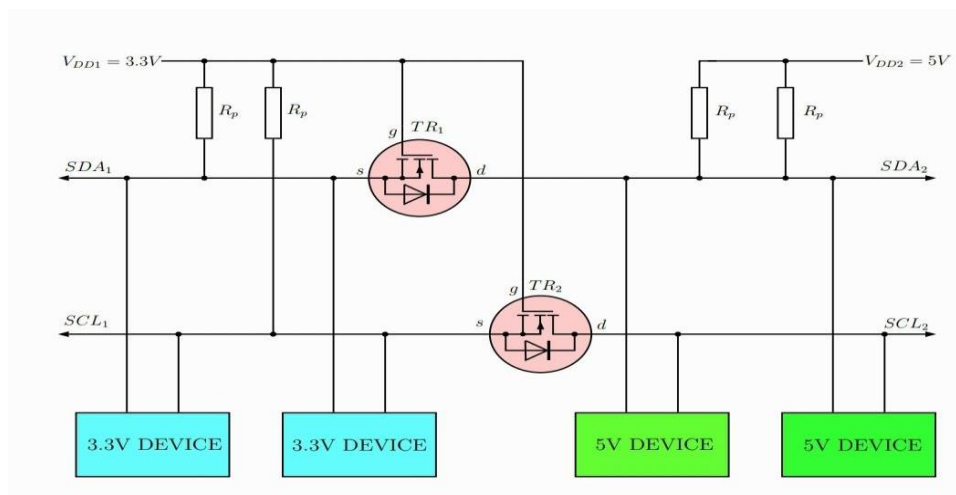 V_DD1 = 3.3V
V_DD2 = 5V
R_p
R_p
R_p
R_p
g
TR_1
SDA_1
s
d
SDA_2
g
TR_2
SCL_1
s
d
SCL_2
3.3V DEVICE
3.3V DEVICE
5V DEVICE
5V DEVICE